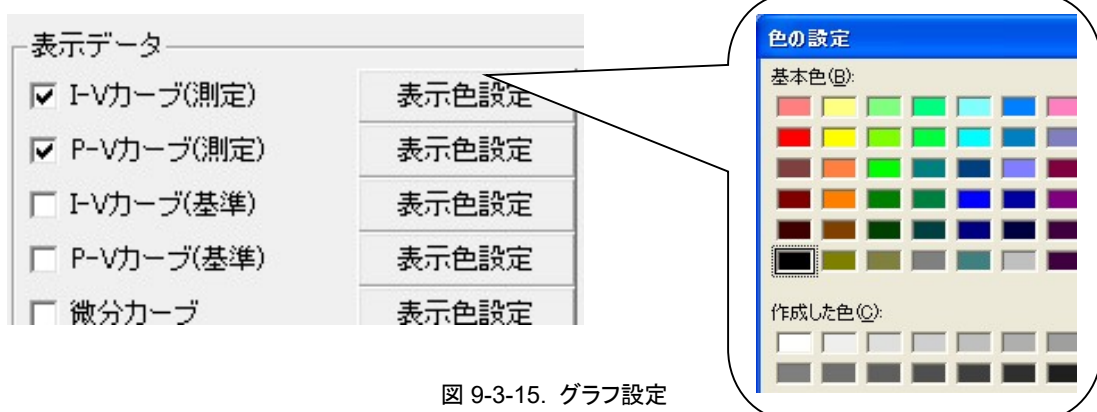 表示データ
I-Vカーブ(測定) 表示色設定
P-Vカーブ(測定) 表示色設定
I-Vカーブ(基準) 表示色設定
P-Vカーブ(基準) 表示色設定
微分カーブ 表示色設定
色の設定
基本色(B):
作成した色(C):
図 9-3-15. グラフ設定